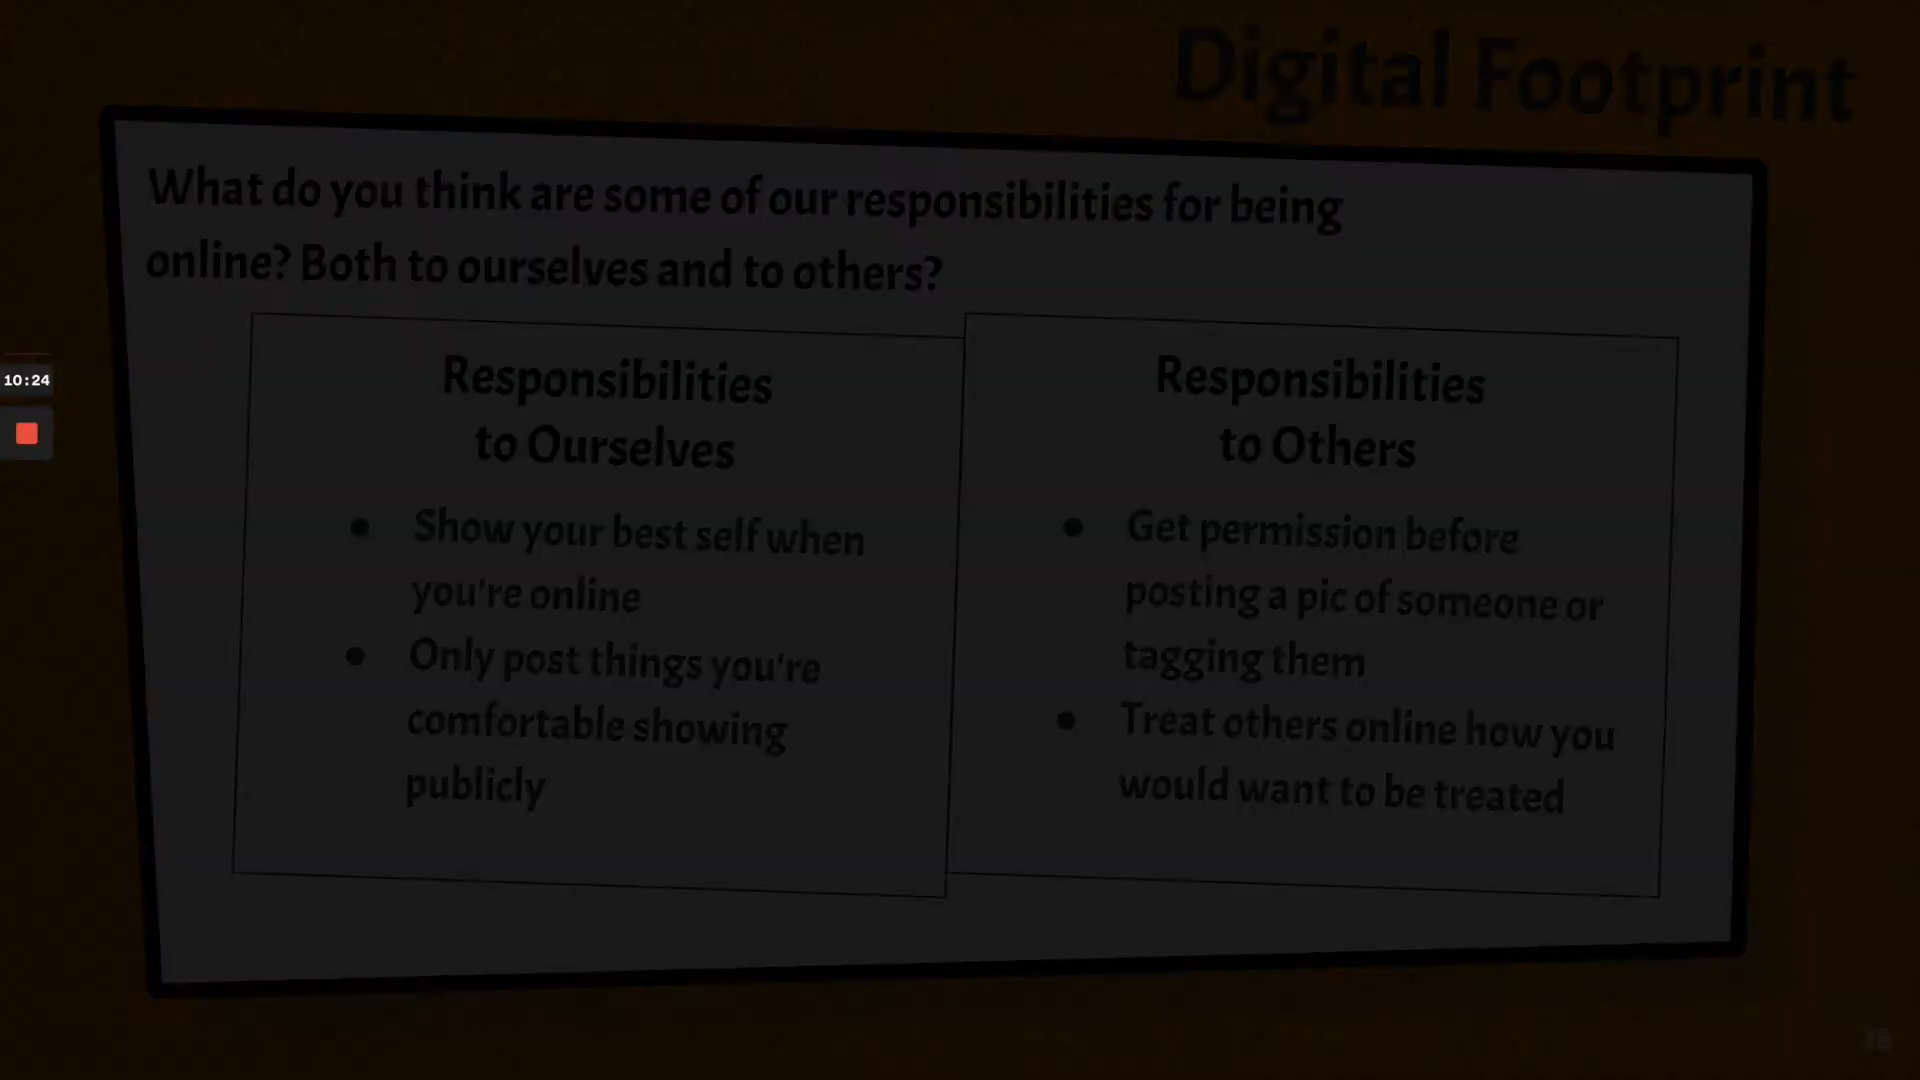 Digital Footprint
What do you think are some of our responsibilities for being
online? Both to ourselves and to others?
10:24
Responsibilities
to Ourselves
• Show your best self when
you're online
• Only post things you're
comfortable showing
publicly
Responsibilities
to Others
• Get permission before
posting a pic of someone or
tagging them
• Treat others online how you
would want to be treated